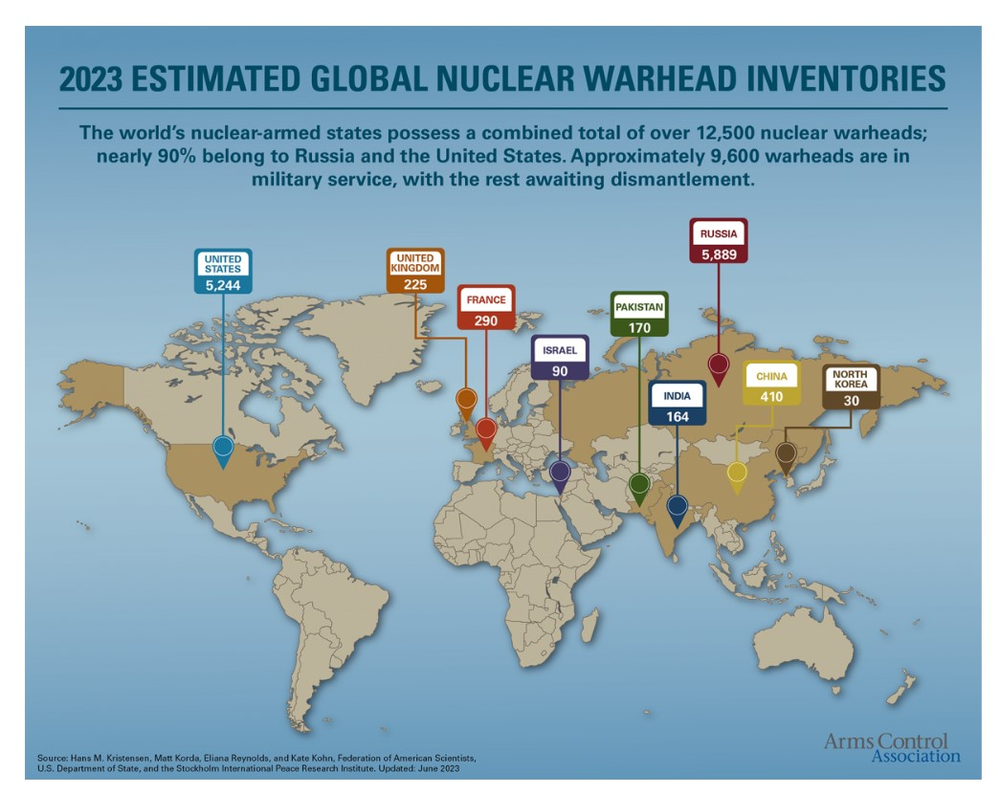 2023 ESTIMATED GLOBAL NUCLEAR WARHEAD INVENTORIES
The world's nuclear-armed states possess a combined total of over 12,500 nuclear warheads;
nearly 90% belong to Russia and the United States. Approximately 9,600 warheads are in
military service, with the rest awaiting dismantlement.
RUSSIA
5,889
UNITED
STATES
5,244
UNITED
KINGDOM
225
FRANCE
290
PAKISTAN
170
ISRAEL
90
CHINA
410
NORTH
KOREA
30
INDIA
164
Arms Control
Association
Source: Hans M. Kristensen, Matt Korda, Eliana Reynolds, and Kate Kohn, Federation of American Scientists,
U.S. Department of State, and the Stockholm International Peace Research Institute. Updated: June 2023